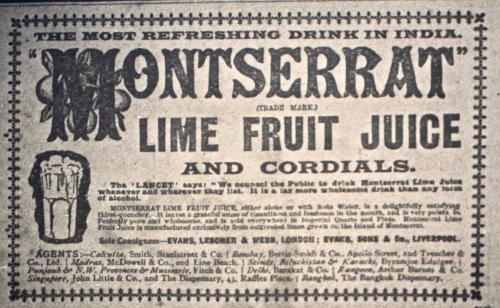 THE MOST REFRESHING DRINK IN INDIA.
"MONTSERRAT"
(TRADE MARK.)
LIME FRUIT JUICE
AND CORDIALS.
The 'LANCET' says: "We counsel the Public to drink Montserrat Lime Juice
whenever and wherever they list. It is a far more wholesome drink than any form
of alcohol.
MONTSERRAT LIME FRUIT JUICE, either alone or with Soda Water, is a delightfully satisfying
thirst-quencher. It leaves a grateful sense of freshness in the mouth, and is very
Perfectly pure and wholesome, and is sold everywhere in Imperial Quarts and Pints. Montserrat Lime
Fruit Juice is manufactured exclusively from cultivated limes grown on the Island of Montserrat.
Sole Consignees—EVANS, LESCHER & WEBB, LONDON; EVANS, SONS & Co., LIVERPOOL.
AGENTS:—Calcutta, Smith, Stanistreet & Co. | Bombay, Bertie-Smith & Co., Apollo Street, and Treacher &
Co., Ltd. | Madras, McDowell & Co., and Line Beach. | Scinde, Beluchistan & Karachi, Byramjee Edulgee, |
Punjaub & N.W. Provinces & Mussoorie, Fitch & Co. | Delhi, Barakat & Co. | Rangoon, Arthur Barnes & Co.
Singapore, John Little & Co., and The Dispensary, 43, Raffles Place. | Bangkok, The Bangkok Dispensary.